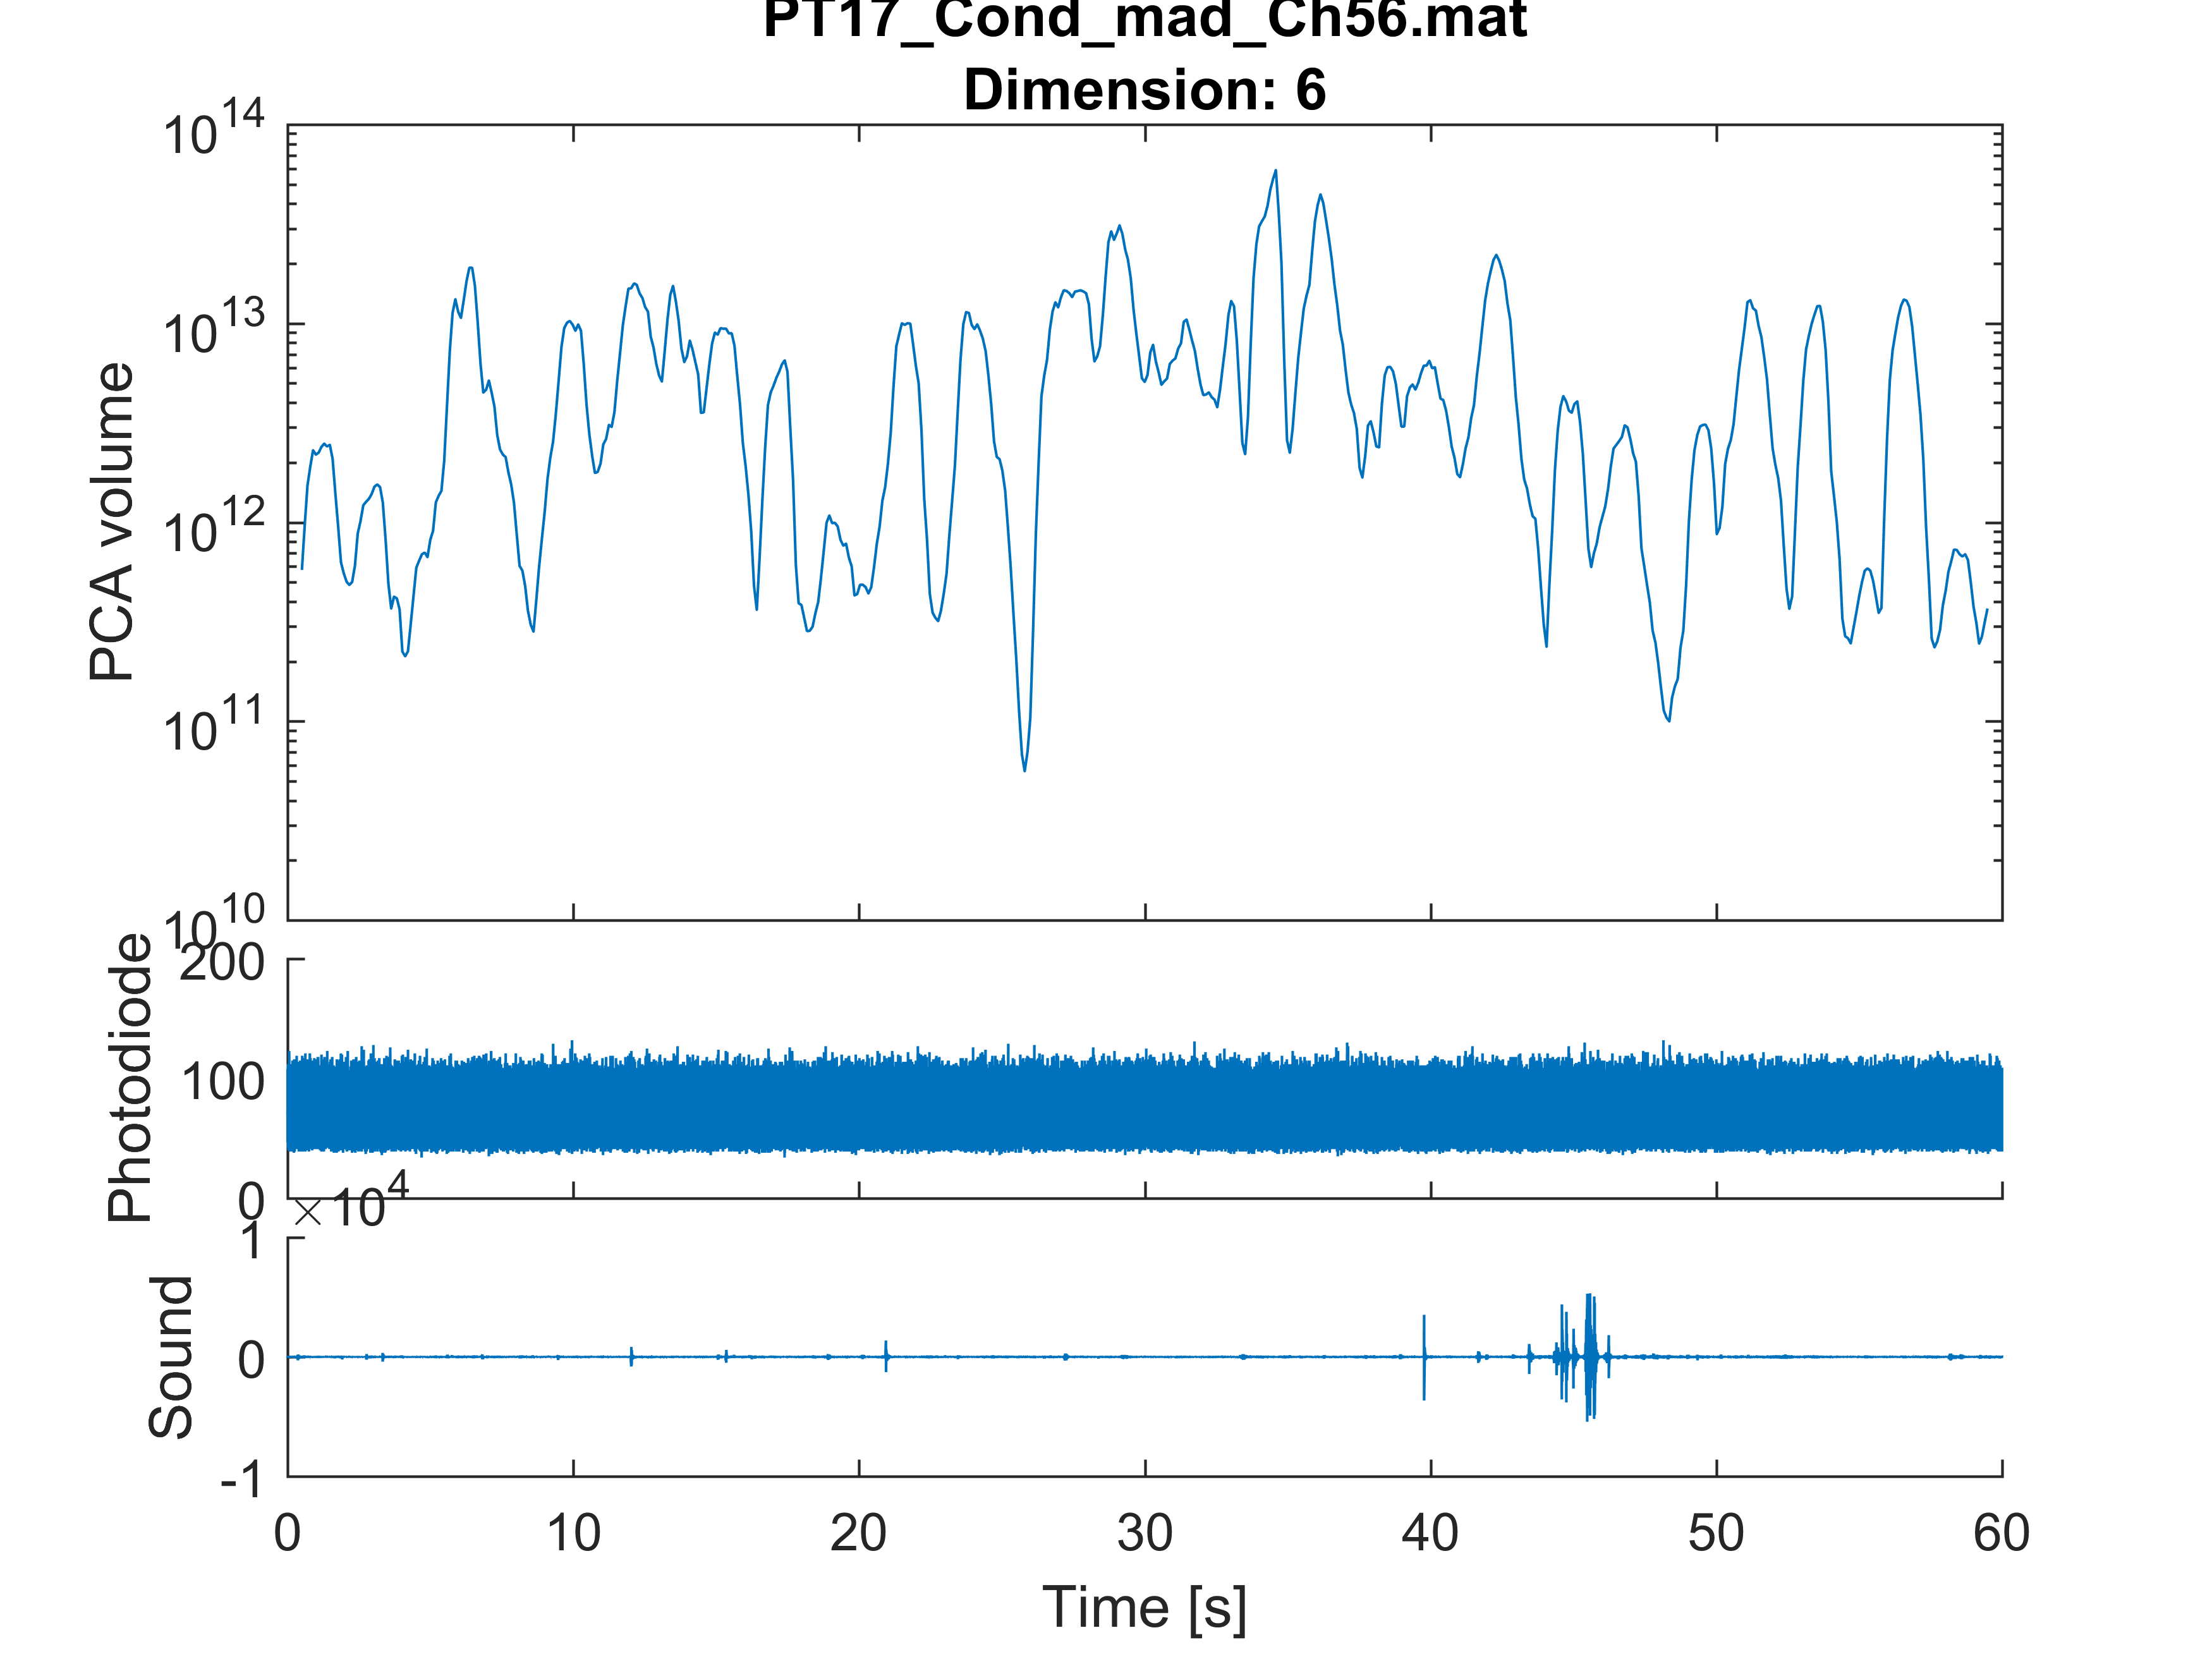 PT17_Cond_mad_Ch56.mat
Dimension: 6
10^14
10^13
10^12
10^11
10^10
PCA volume
200
100
0
Photodiode
×10^4
1
0
-1
Sound
0 10 20 30 40 50 60
Time [s]